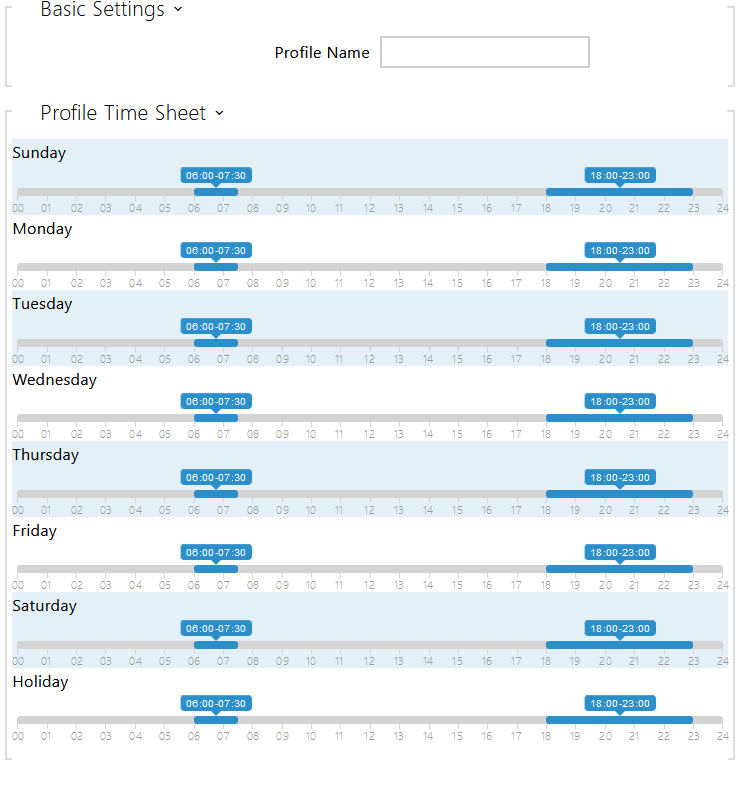 Basic Settings
Profile Name
Profile Time Sheet
Sunday
06:00-07:30 18:00-23:00
00 01 02 03 04 05 06 07 08 09 10 11 12 13 14 15 16 17 18 19 20 21 22 23 24
Monday
06:00-07:30 18:00-23:00
00 01 02 03 04 05 06 07 08 09 10 11 12 13 14 15 16 17 18 19 20 21 22 23 24
Tuesday
06:00-07:30 18:00-23:00
00 01 02 03 04 05 06 07 08 09 10 11 12 13 14 15 16 17 18 19 20 21 22 23 24
Wednesday
06:00-07:30 18:00-23:00
00 01 02 03 04 05 06 07 08 09 10 11 12 13 14 15 16 17 18 19 20 21 22 23 24
Thursday
06:00-07:30 18:00-23:00
00 01 02 03 04 05 06 07 08 09 10 11 12 13 14 15 16 17 18 19 20 21 22 23 24
Friday
06:00-07:30 18:00-23:00
00 01 02 03 04 05 06 07 08 09 10 11 12 13 14 15 16 17 18 19 20 21 22 23 24
Saturday
06:00-07:30 18:00-23:00
00 01 02 03 04 05 06 07 08 09 10 11 12 13 14 15 16 17 18 19 20 21 22 23 24
Holiday
06:00-07:30 18:00-23:00
00 01 02 03 04 05 06 07 08 09 10 11 12 13 14 15 16 17 18 19 20 21 22 23 24